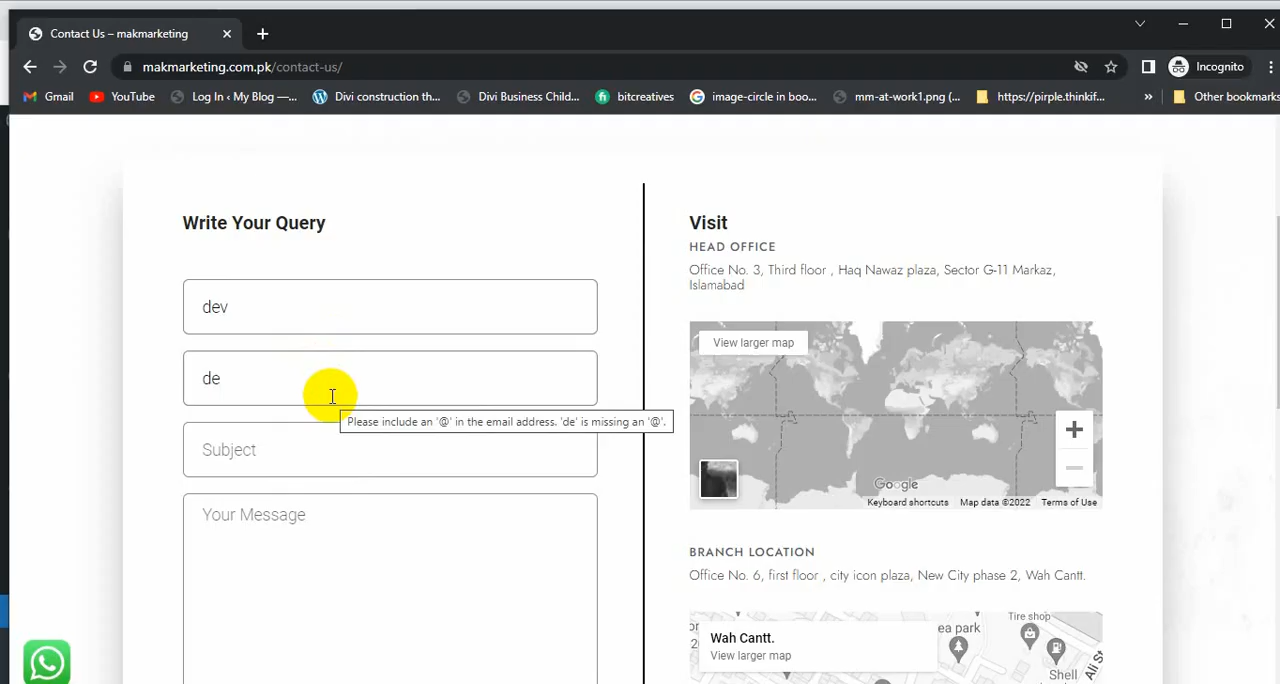 Contact Us – makmarketing
makmarketing.com.pk/contact-us/
Incognito
Gmail
YouTube
Log In ‹ My Blog —...
Divi construction th...
Divi Business Child...
bitcreatives
image-circle in boo...
mm-at-work1.png (...
https://pirple.thinkif...
»
Other bookmarks
Write Your Query
dev
de
Please include an '@' in the email address. 'de' is missing an '@'.
Subject
Your Message
Visit
HEAD OFFICE
Office No. 3, Third floor , Haq Nawaz plaza, Sector G-11 Markaz,
Islamabad
View larger map
Google
Keyboard shortcuts
Map data ©2022
Terms of Use
BRANCH LOCATION
Office No. 6, first floor , city icon plaza, New City phase 2, Wah Cantt.
Tire shop
ea park
Wah Cantt.
View larger map
Shell
Ali St